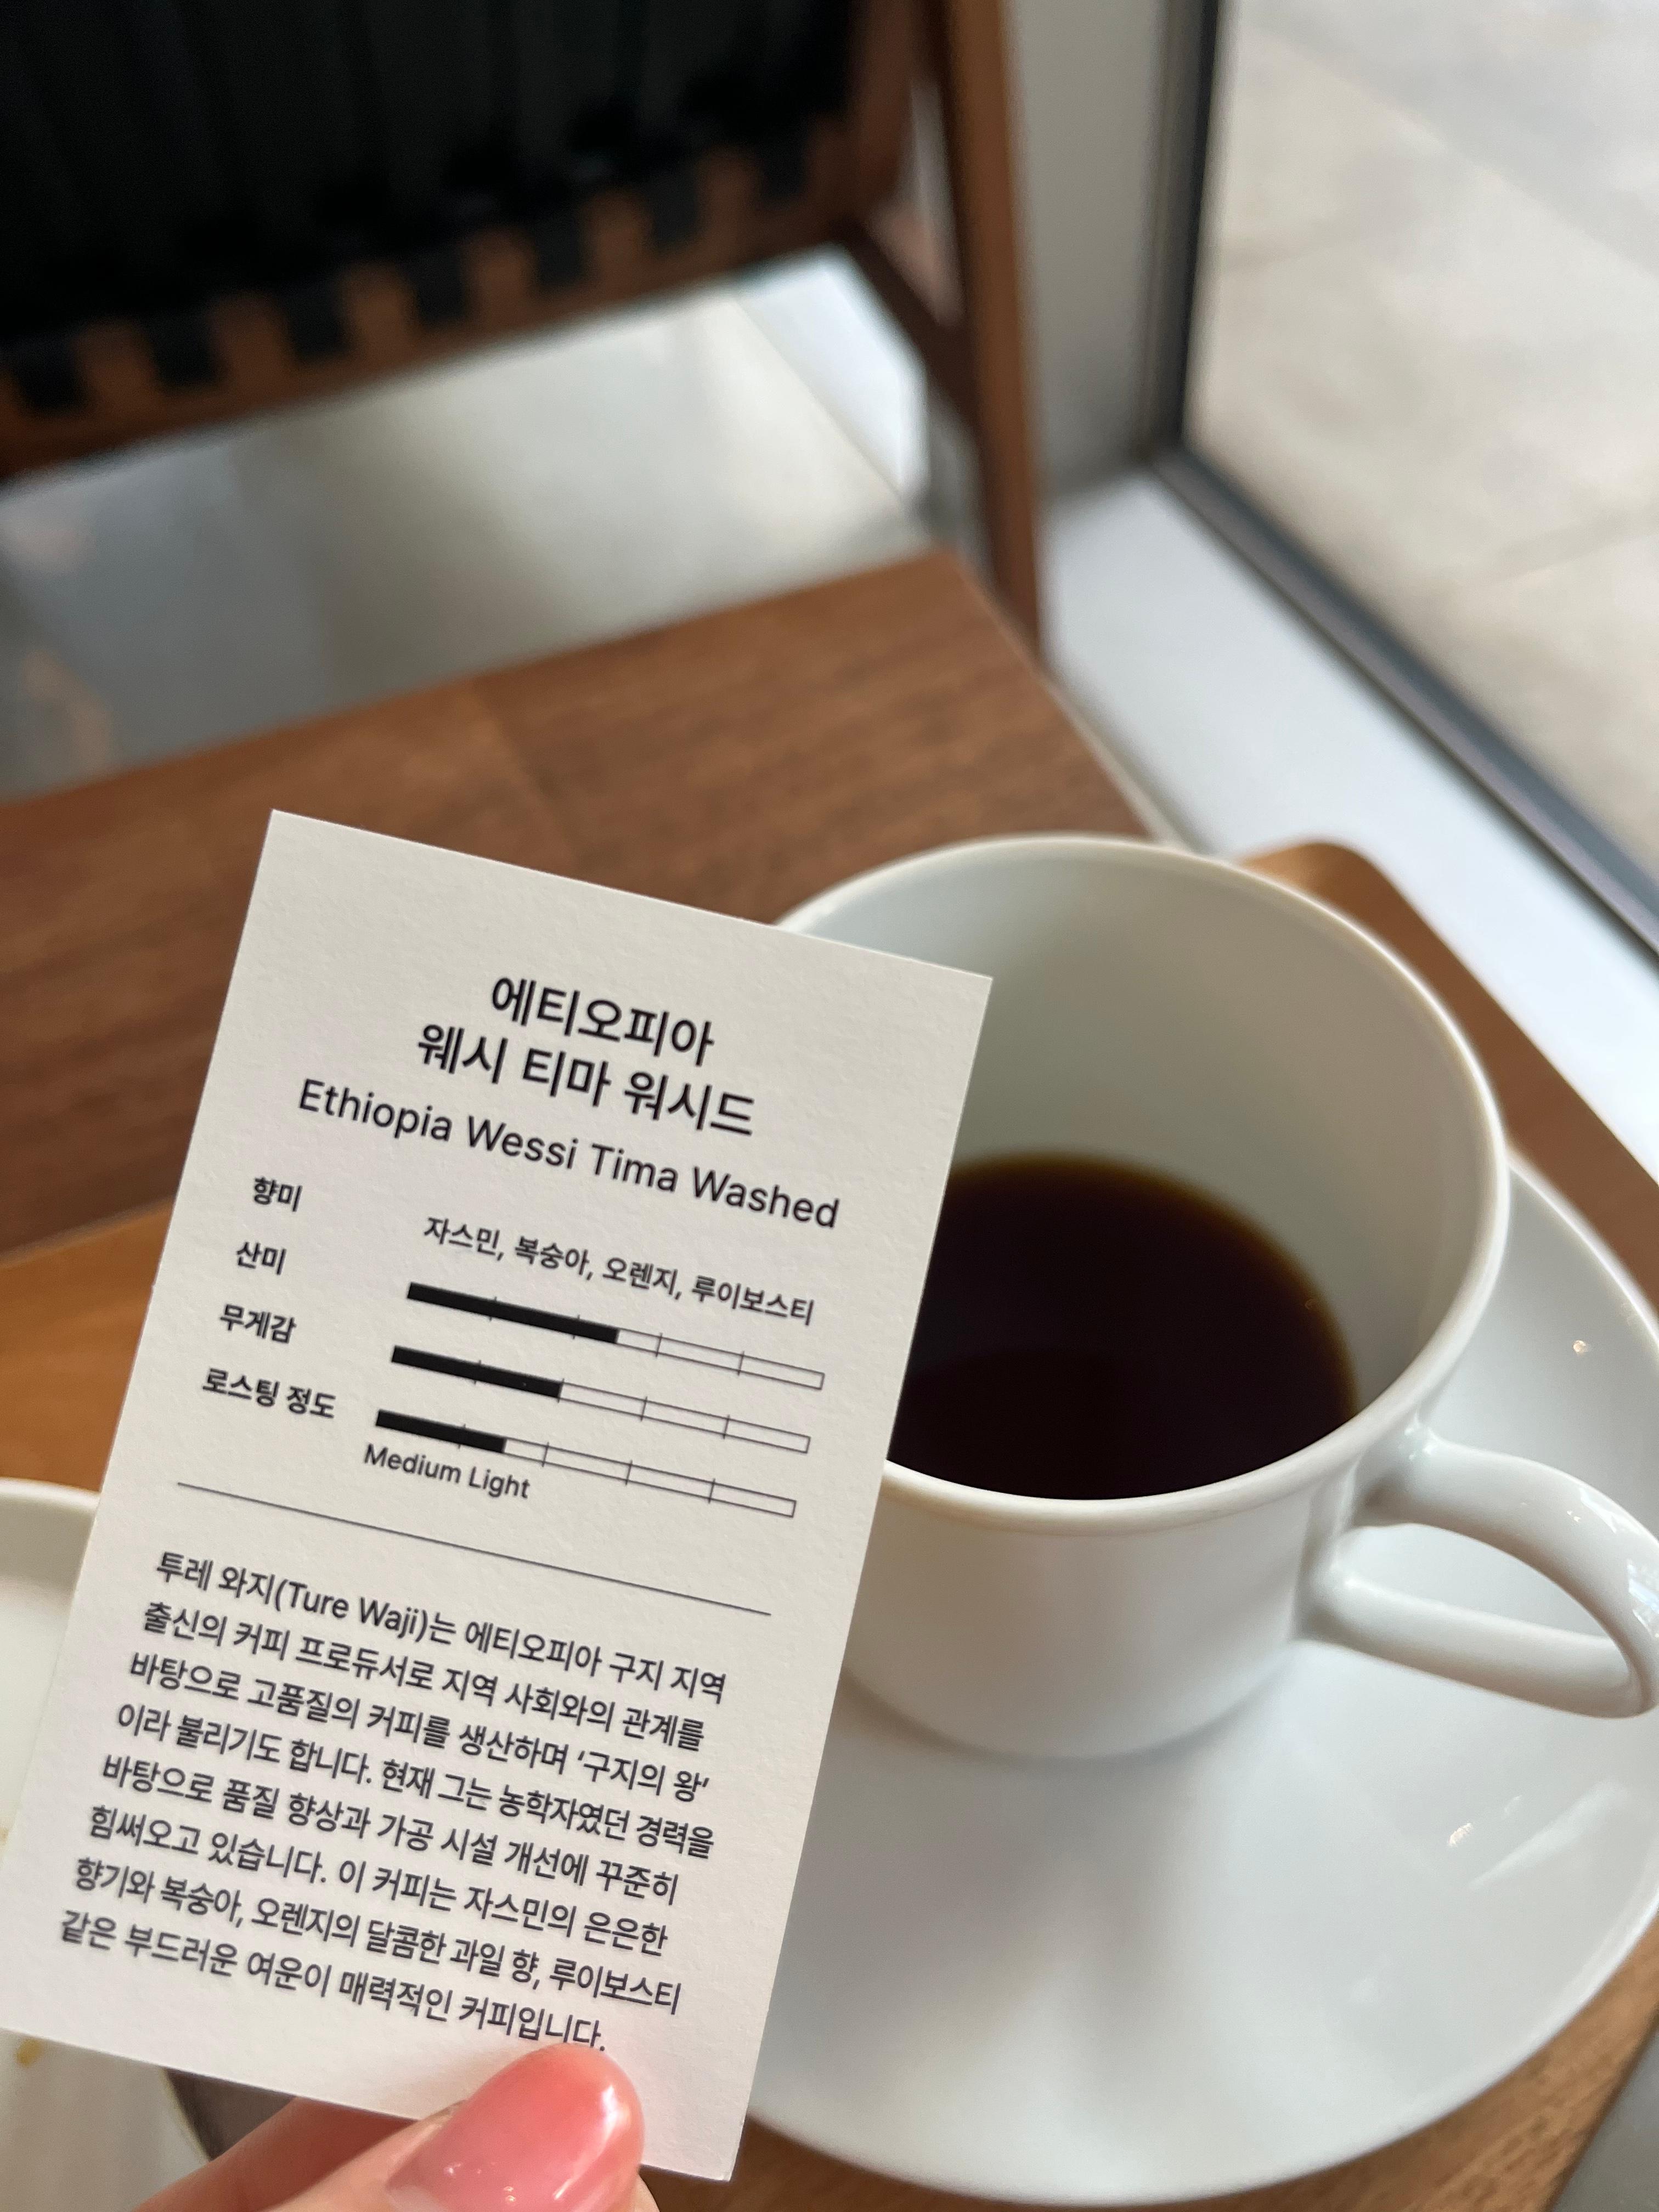 에티오피아
웨시 티마 워시드
Ethiopia Wessi Tima Washed
향미 자스민, 복숭아, 오렌지, 루이보스티
산미
무게감
로스팅 정도
Medium Light
투레 와지(Ture Waji)는 에티오피아 구지 지역
출신의 커피 프로듀서로 지역 사회와의 관계를
바탕으로 고품질의 커피를 생산하며 ‘구지의 왕’
이라 불리기도 합니다. 현재 그는 농학자였던 경력을
바탕으로 품질 향상과 가공 시설 개선에 꾸준히
힘써오고 있습니다. 이 커피는 자스민의 은은한
향기와 복숭아, 오렌지의 달콤한 과일 향, 루이보스티
같은 부드러운 여운이 매력적인 커피입니다.